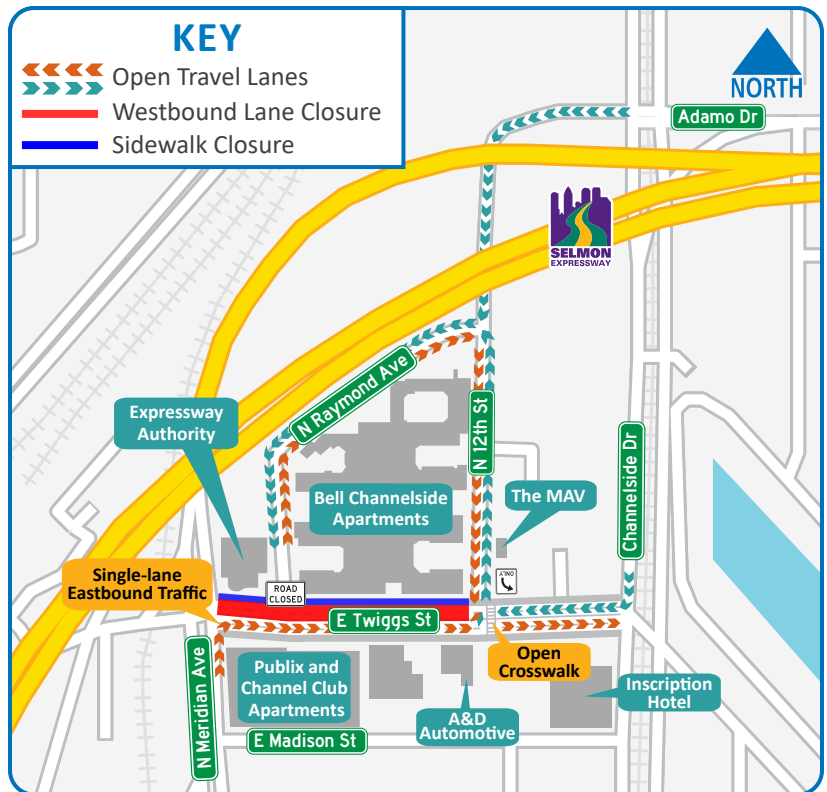 KEY
Open Travel Lanes
Westbound Lane Closure
Sidewalk Closure
NORTH
Adamo Dr
SELMON
EXPRESSWAY
N Raymond Ave
Expressway
Authority
N 12th St
Channelside Dr
Bell Channelside
Apartments
The MAV
Single-lane
Eastbound Traffic
ROAD
CLOSED
ONLY
E Twiggs St
N Meridian Ave
Publix and
Channel Club
Apartments
Open
Crosswalk
A&D
Automotive
Inscription
Hotel
E Madison St